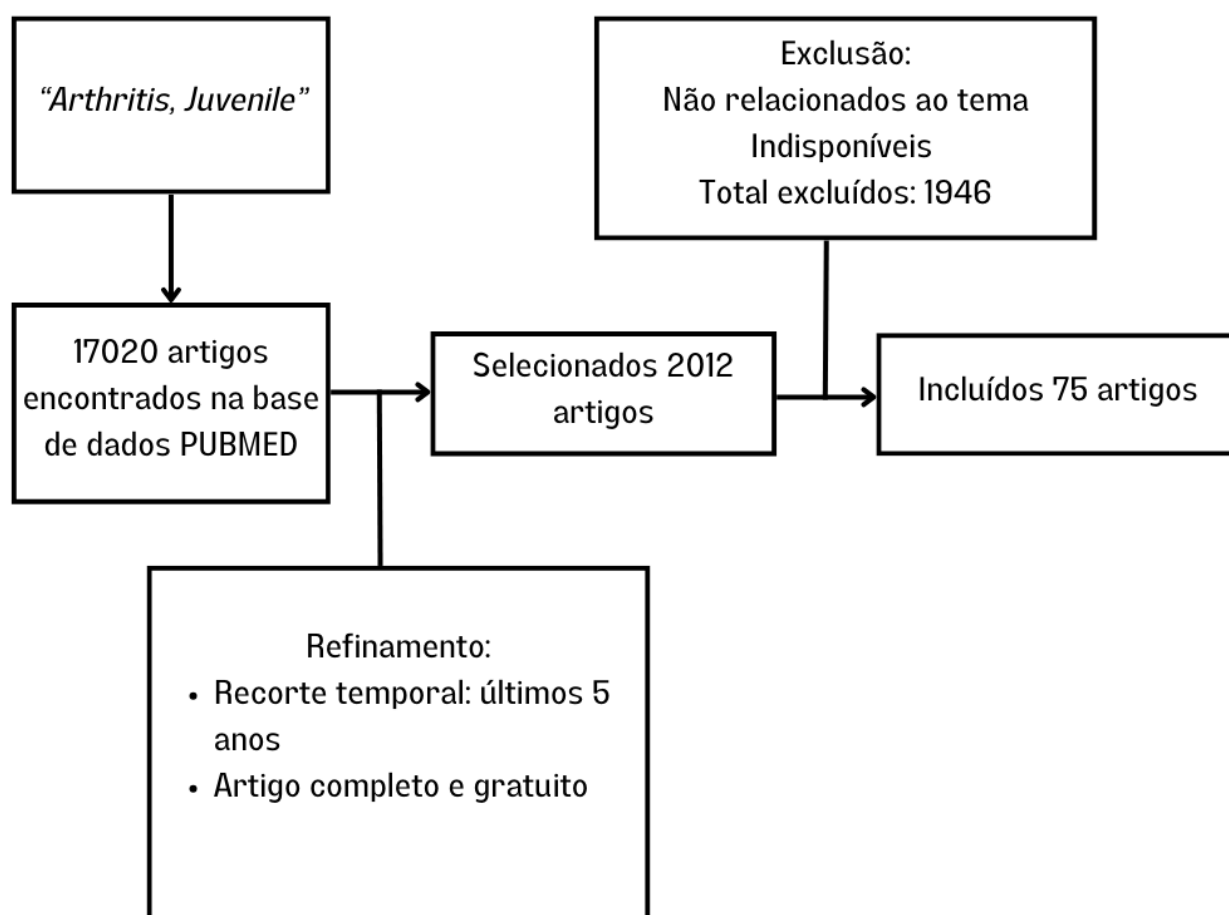 “Arthritis, Juvenile”
17020 artigos
encontrados na base
de dados PUBMED
Refinamento:
• Recorte temporal: últimos 5
anos
• Artigo completo e gratuito
Selecionados 2012
artigos
Exclusão:
Não relacionados ao tema
Indisponíveis
Total excluídos: 1946
Incluídos 75 artigos